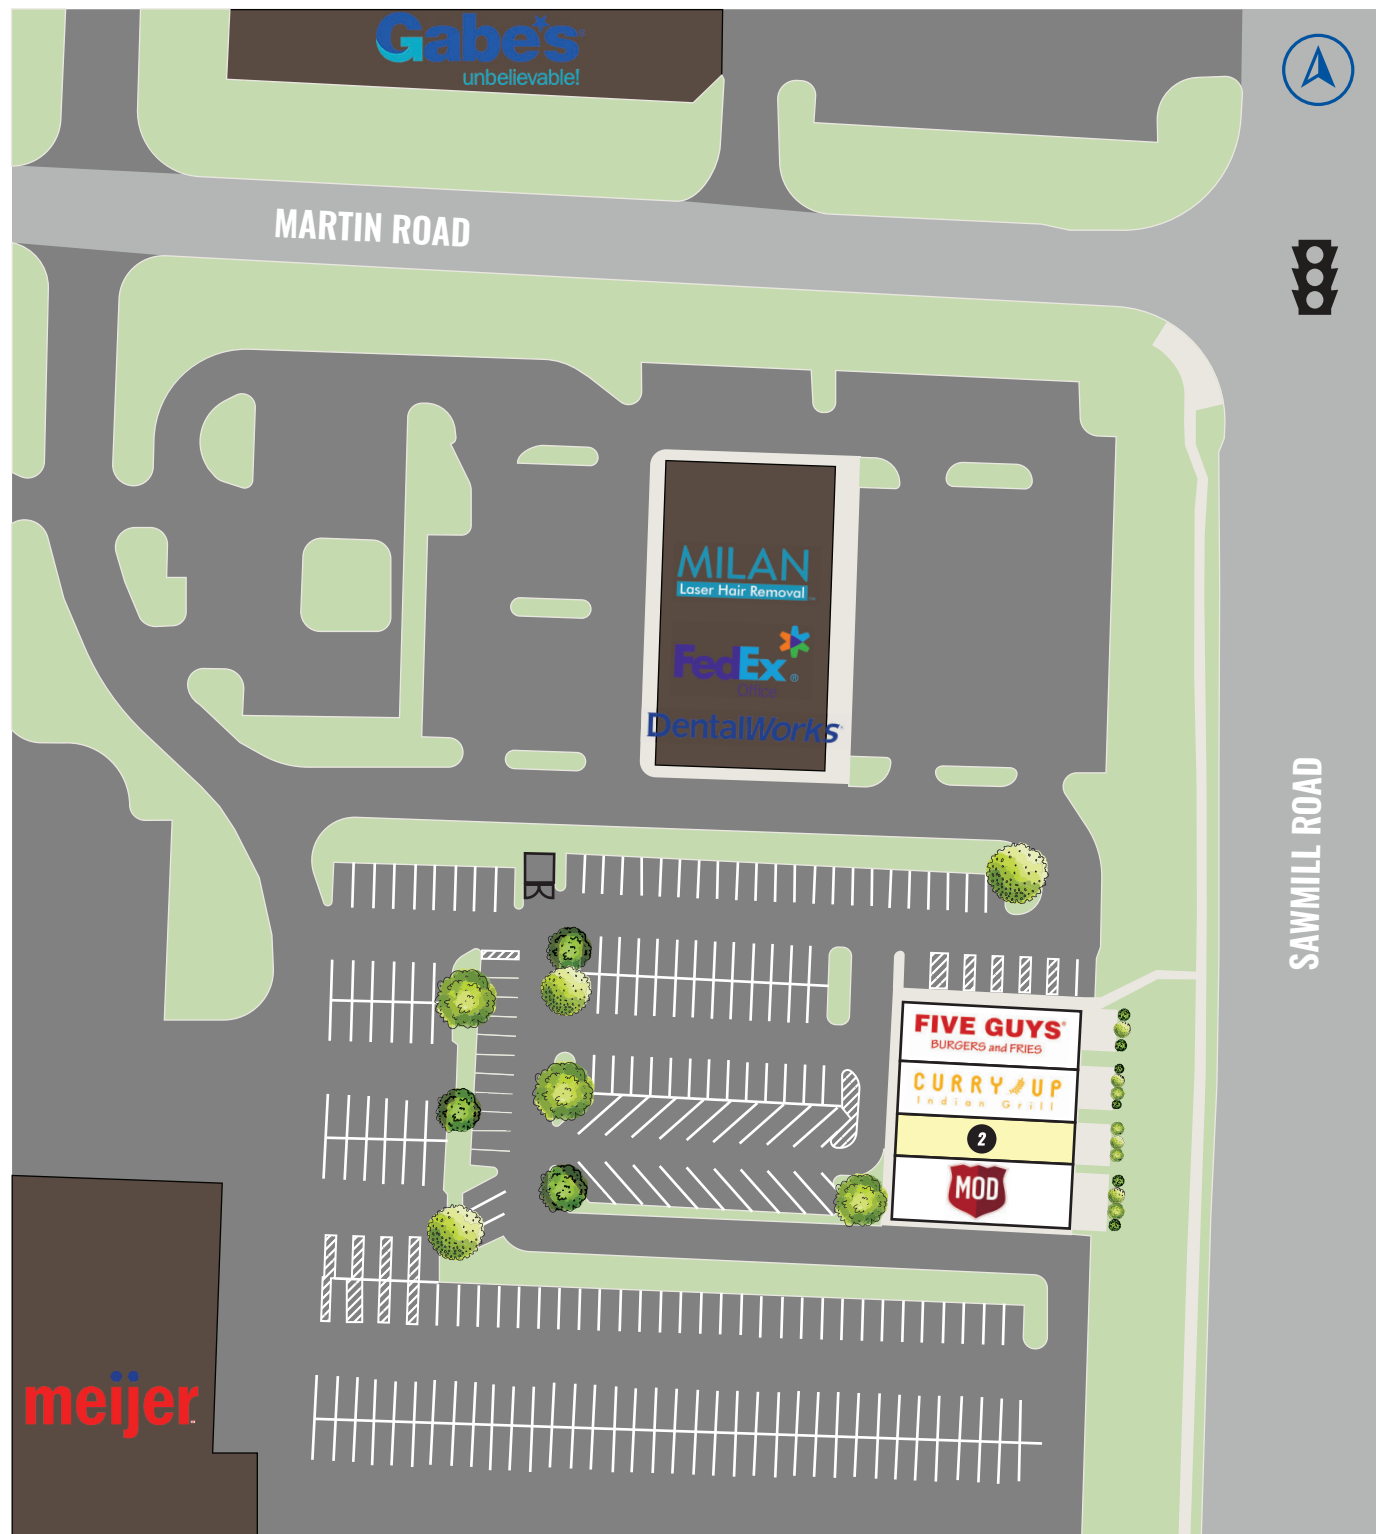 Gabe's
unbelievable!
MARTIN ROAD
MILAN
Laser Hair Removal
FedEx®
Office
DentalWorks
SAWMILL ROAD
FIVE GUYS®
BURGERS and FRIES
CURRY UP
Indian Grill
2
MOD
meijer